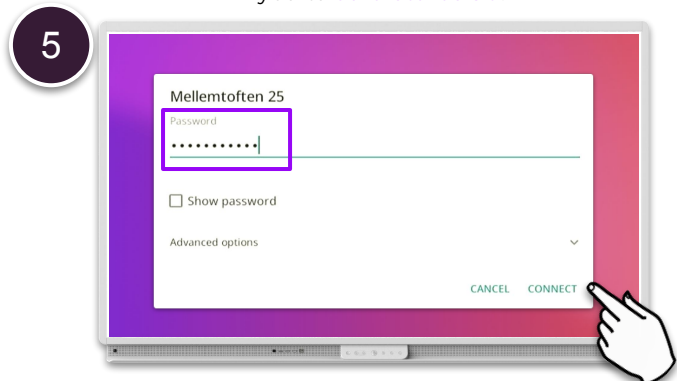 5
Mellemtoften 25
Password
•••••••••••
Show password
Advanced options
CANCEL CONNECT